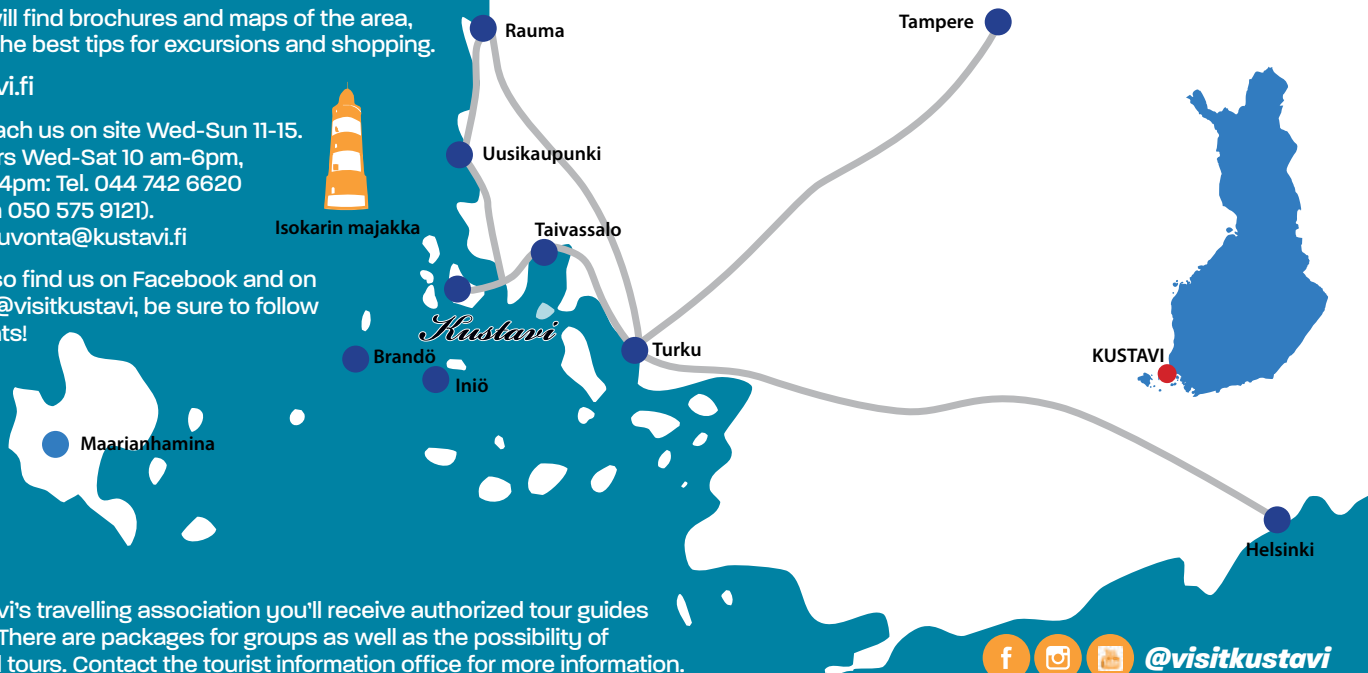 ill find brochures and maps of the area,
he best tips for excursions and shopping.
vi.fi
ach us on site Wed-Sun 11-15.
rs Wed-Sat 10 am-6pm,
4pm: Tel. 044 742 6620
050 575 9121).
uvonta@kustavi.fi
so find us on Facebook and on
@visitkustavi, be sure to follow
ts!
Rauma
Tampere
Uusikaupunki
Isokarin majakka
Taivassalo
Kustavi
Brandö
Iniö
Turku
KUSTAVI
Maarianhamina
Helsinki
vi's travelling association you'll receive authorized tour guides
There are packages for groups as well as the possibility of
l tours. Contact the tourist information office for more information.
f @visitkustavi